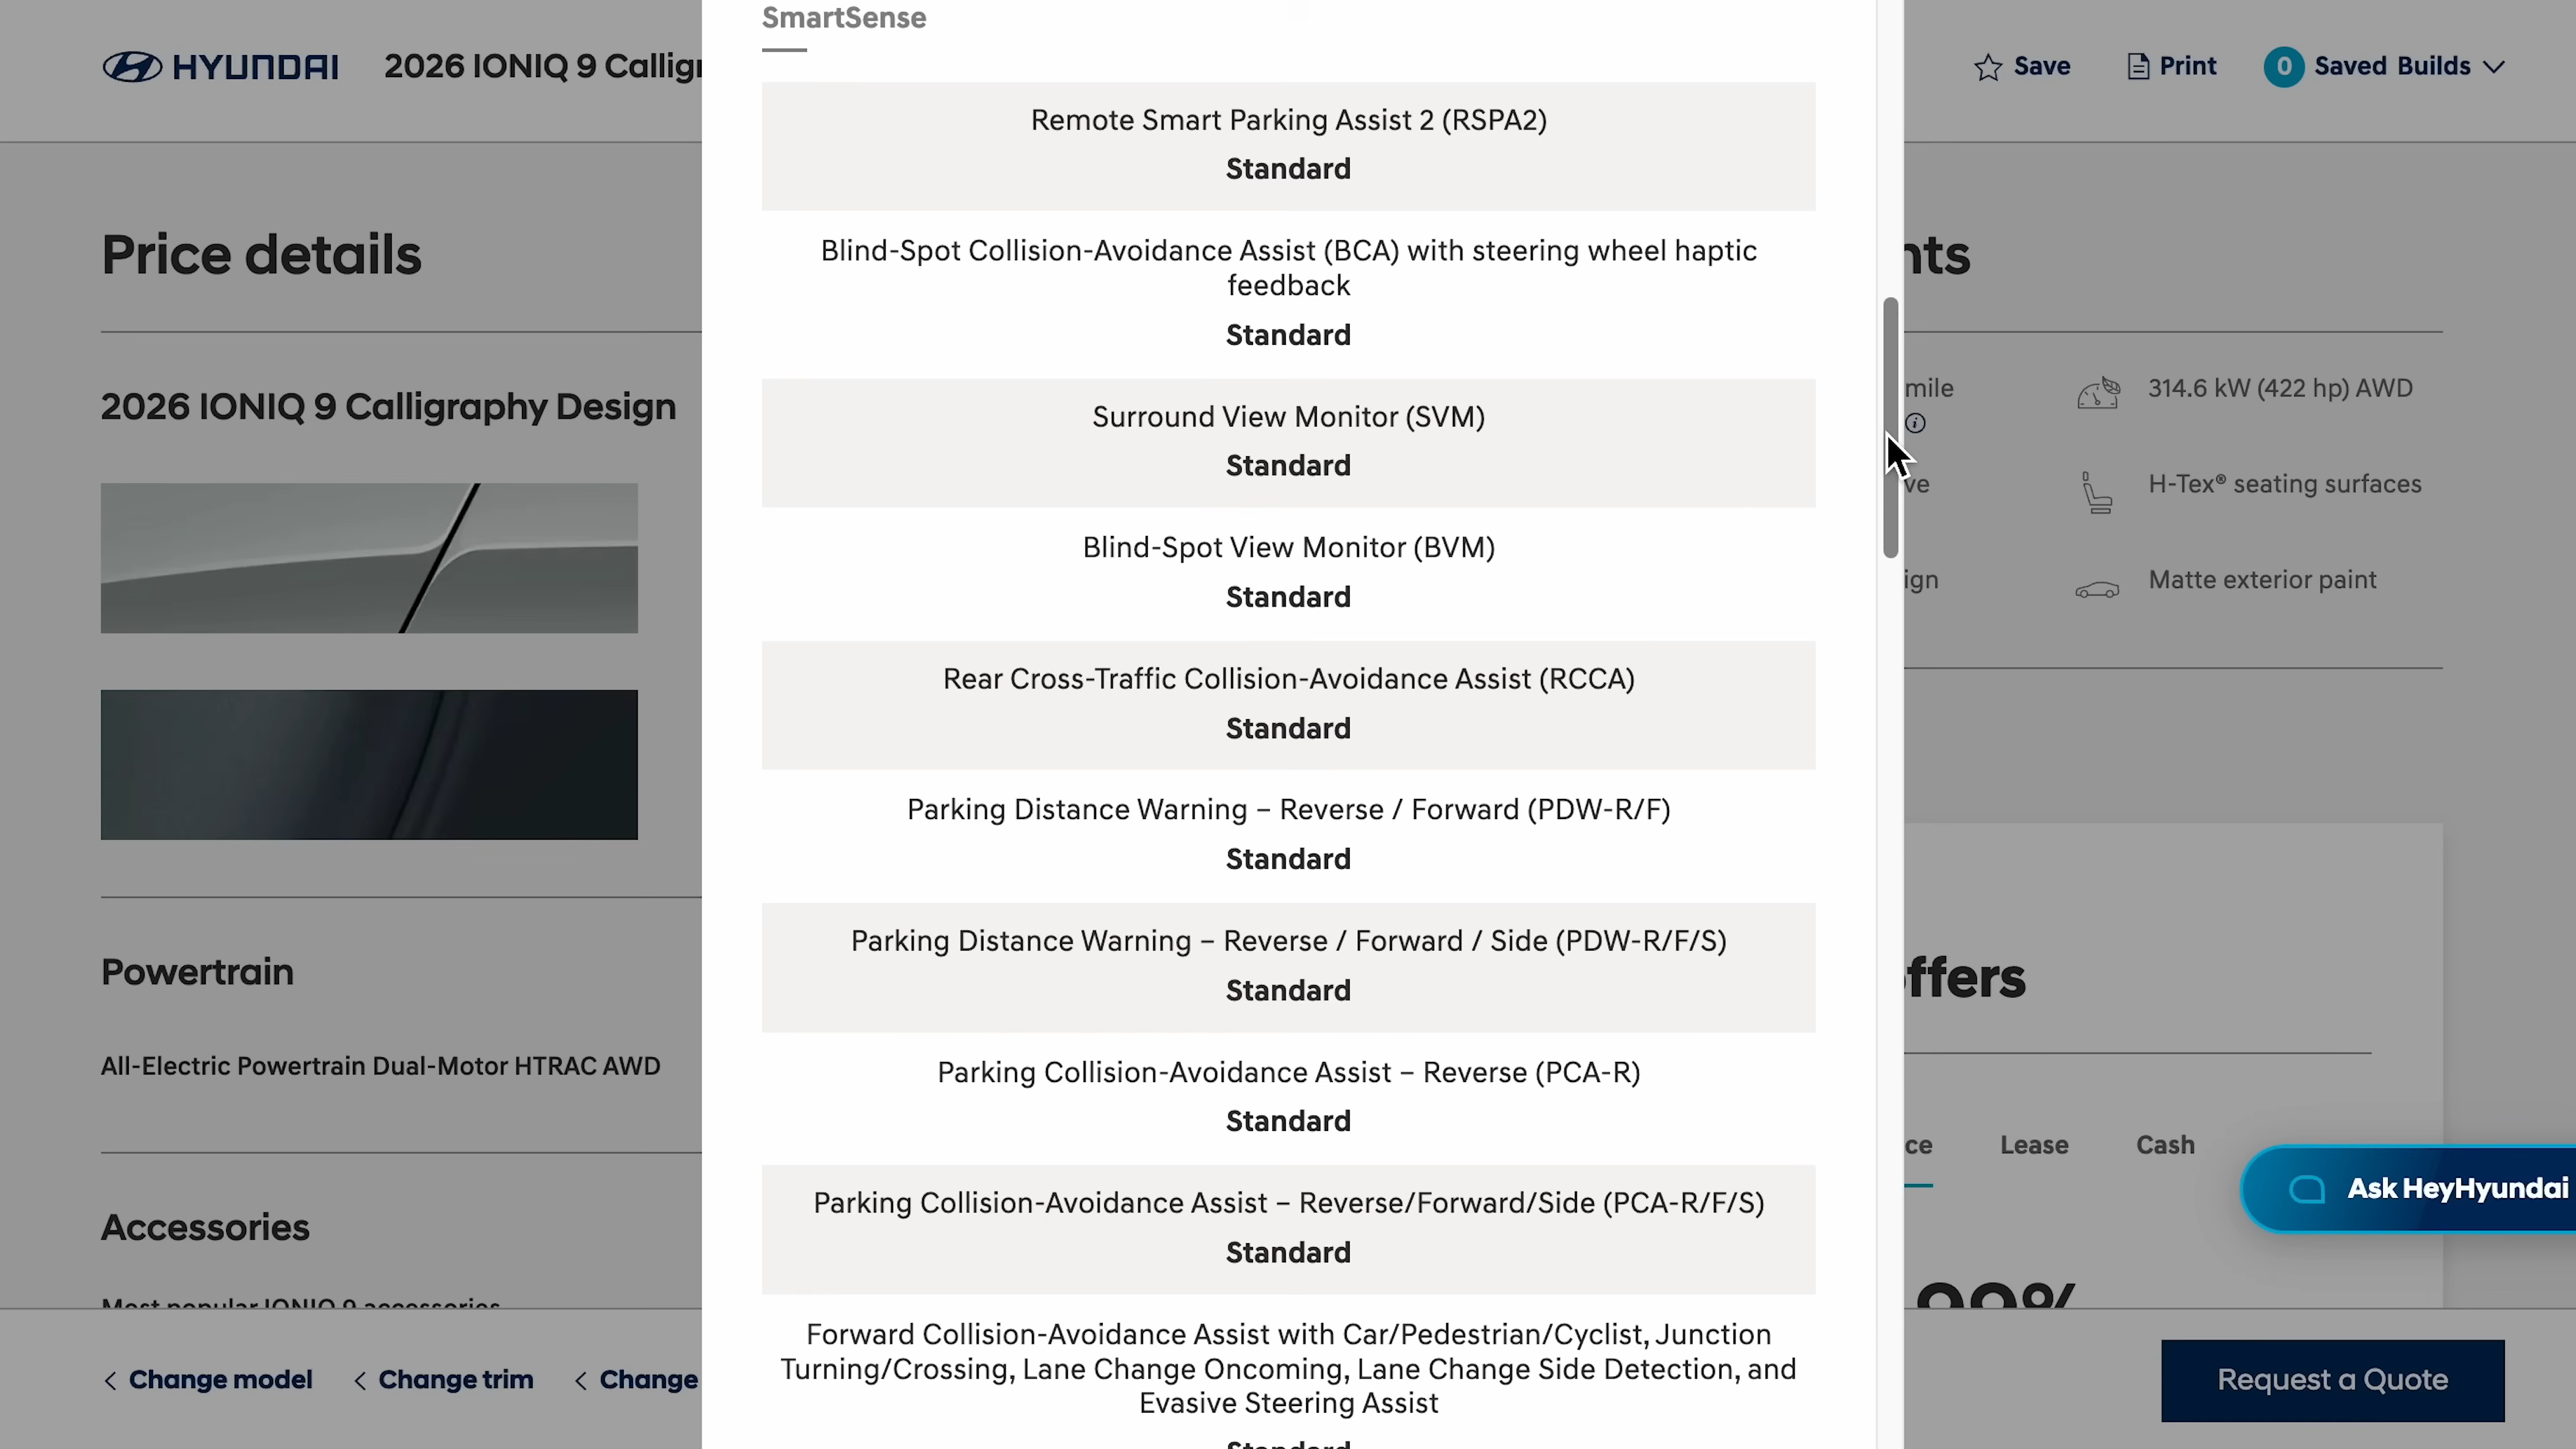 HYUNDAI
2026 IONIQ 9 Callig
Save
Print
0
Saved Builds
Price details
2026 IONIQ 9 Calligraphy Design
Powertrain
All-Electric Powertrain Dual-Motor HTRAC AWD
Accessories
Most popular IONIQ 9 accessories
Change model
Change trim
Change
SmartSense
Remote Smart Parking Assist 2 (RSPA2)
Standard
Blind-Spot Collision-Avoidance Assist (BCA) with steering wheel haptic
feedback
Standard
Surround View Monitor (SVM)
Standard
Blind-Spot View Monitor (BVM)
Standard
Rear Cross-Traffic Collision-Avoidance Assist (RCCA)
Standard
Parking Distance Warning – Reverse / Forward (PDW-R/F)
Standard
Parking Distance Warning – Reverse / Forward / Side (PDW-R/F/S)
Standard
Parking Collision-Avoidance Assist – Reverse (PCA-R)
Standard
Parking Collision-Avoidance Assist – Reverse/Forward/Side (PCA-R/F/S)
Standard
Forward Collision-Avoidance Assist with Car/Pedestrian/Cyclist, Junction
Turning/Crossing, Lane Change Oncoming, Lane Change Side Detection, and
Evasive Steering Assist
Standard
nts
mile
314.6 kW (422 hp) AWD
ve
H-Tex® seating surfaces
ign
Matte exterior paint
ffers
ce
Lease
Cash
Ask HeyHyundai
Request a Quote